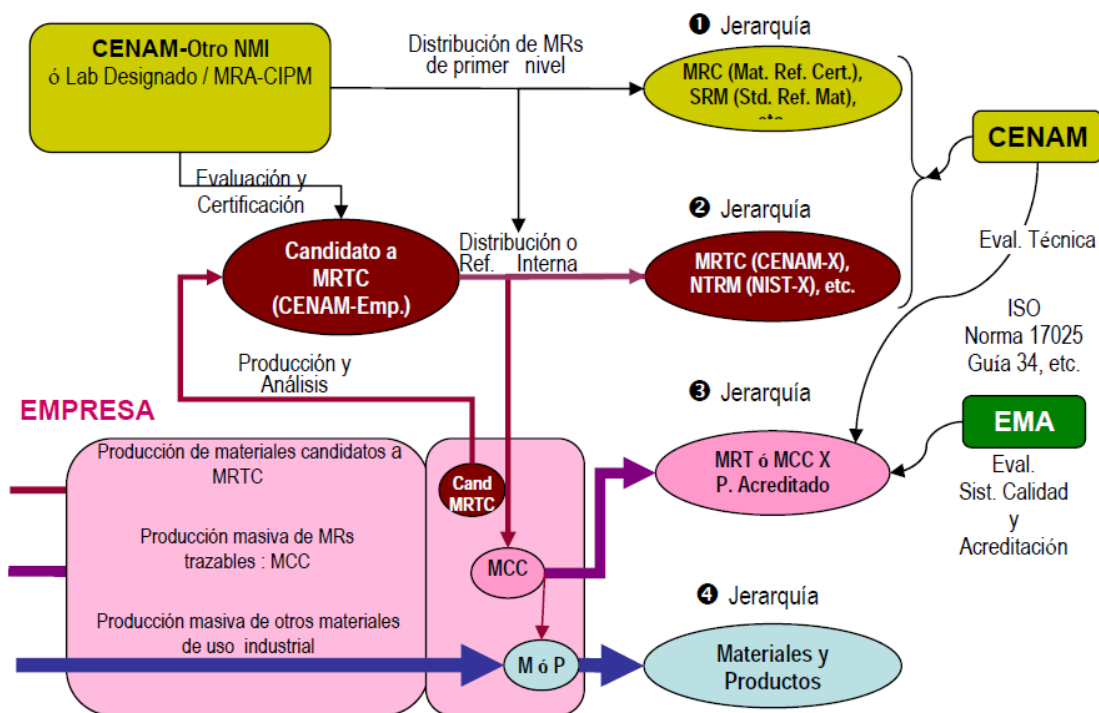 CENAM-Otro NMI
ó Lab Designado / MRA-CIPM
Distribución de MRs
de primer nivel
❶ Jerarquía
MRC (Mat. Ref. Cert.),
SRM (Std. Ref. Mat),
etc
CENAM
Evaluación y
Certificación
Candidato a
MRTC
(CENAM-Emp.)
Distribución o
Ref. Interna
❷ Jerarquía
MRTC (CENAM-X),
NTRM (NIST-X), etc.
Eval. Técnica
ISO
Norma 17025
Guía 34, etc.
Producción y
Análisis
EMPRESA
Producción de materiales candidatos a
MRTC
Cand
MRTC
Producción masiva de MRs
trazables : MCC
MCC
❸ Jerarquía
MRT ó MCC X
P. Acreditado
EMA
Eval.
Sist. Calidad
y
Acreditación
Producción masiva de otros materiales
de uso industrial
M ó P
❹ Jerarquía
Materiales y
Productos